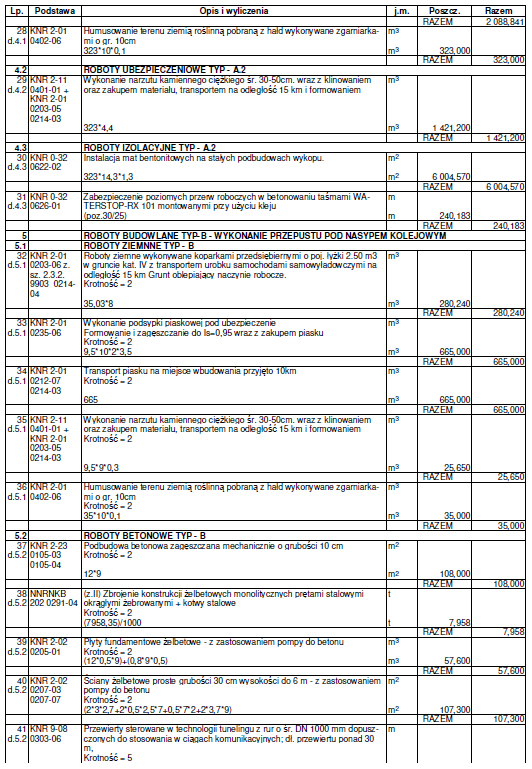 Lp. Podstawa Opis i wyliczenia j.m. Poszcz. Razem
RAZEM 2 088,841
28 KNR 2-01 Humusowanie terenu ziemią roślinną pobraną z hałd wykonywane zgarniarka- m³
d.4.1 0402-06 mi o gr. 10cm
323*10*0,1 m³ 323,000
RAZEM 323,000
4.2 ROBOTY UBEZPIECZENIOWE TYP - A.2
29 KNR 2-11 Wykonanie narzutu kamiennego ciężkiego śr. 30-50cm. wraz z klinowaniem m³
d.4.2 0401-01 + oraz zakupem materiału, transportem na odległość 15 km i formowaniem
KNR 2-01
0203-05
0214-03
323*4,4 m³ 1 421,200
RAZEM 1 421,200
4.3 ROBOTY IZOLACYJNE TYP - A.2
30 KNR 0-32 Instalacja mat bentonitowych na stałych podbudowach wykopu. m²
d.4.3 0622-02
323*14,3*1,3 m² 6 004,570
RAZEM 6 004,570
31 KNR 0-32 Zabezpieczenie poziomych przerw roboczych w betonowaniu taśmami WA- m
d.4.3 0626-01 TERSTOP-RX 101 montowanymi przy użyciu kleju
(poz.30/25) m 240,183
RAZEM 240,183
5 ROBOTY BUDOWLANE TYP-B - WYKONANIE PRZEPUSTU POD NASYPEM KOLEJOWYM
5.1 ROBOTY ZIEMNNE TYP - B
32 KNR 2-01 Roboty ziemne wykonywane koparkami przedsiębiernymi o poj. łyżki 2.50 m3 m³
d.5.1 0203-06 z. w gruncie kat. IV z transportem urobku samochodami samowyładowczymi na
sz. 2.3.2. odległość 15 km Grunt oblepiający naczynie robocze.
9903 0214- Krotność = 2
04
35,03*8 m³ 280,240
RAZEM 280,240
33 KNR 2-01 Wykonanie podsypki piaskowej pod ubezpieczenie m³
d.5.1 0235-06 Formowanie i zagęszczanie do Is=0,95 wraz z zakupem piasku
Krotność = 2
9,5*10*2*3,5 m³ 665,000
RAZEM 665,000
34 KNR 2-01 Transport piasku na miejsce wbudowania przyjęto 10km m³
d.5.1 0212-07 Krotność = 2
0214-03
665 m³ 665,000
RAZEM 665,000
35 KNR 2-11 Wykonanie narzutu kamiennego ciężkiego śr. 30-50cm. wraz z klinowaniem m³
d.5.1 0401-01 + oraz zakupem materiału, transportem na odległość 15 km i formowaniem
KNR 2-01 Krotność = 2
0203-05
0214-03
9,5*9*0,3 m³ 25,650
RAZEM 25,650
36 KNR 2-01 Humusowanie terenu ziemią roślinną pobraną z hałd wykonywane zgarniarka- m³
d.5.1 0402-06 mi o gr. 10cm
Krotność = 2
35*10*0,1 m³ 35,000
RAZEM 35,000
5.2 ROBOTY BETONOWE TYP - B
37 KNR 2-23 Podbudowa betonowa zagęszczana mechanicznie o grubości 10 cm m²
d.5.2 0105-03 Krotność = 2
0105-04
12*9 m² 108,000
RAZEM 108,000
38 NNRNKB (z.II) Zbrojenie konstrukcji żelbetowych monolitycznych prętami stalowymi t
d.5.2 202 0291-04 okrągłymi żebrowanymi + kotwy stalowe
Krotność = 2
(7958,35)/1000 t 7,958
RAZEM 7,958
39 KNR 2-02 Płyty fundamentowe żelbetowe - z zastosowaniem pompy do betonu m³
d.5.2 0205-01 Krotność = 2
(12*0,5*9)+(0,8*9*0,5) m³ 57,600
RAZEM 57,600
40 KNR 2-02 Ściany żelbetowe proste grubości 30 cm wysokości do 6 m - z zastosowaniem m²
d.5.2 0207-03 pompy do betonu
0207-07 Krotność = 2
(2*3*2,7+2*0,5*2,5*7+0,5*7*2+2*3,7*9) m² 107,300
RAZEM 107,300
41 KNR 9-08 Przewierty sterowane w technologii tunelingu z rur o śr. DN 1000 mm dopusz- m
d.5.2 0303-06 czonych do stosowania w ciągach komunikacyjnych; dł. przewiertu ponad 30
m,
Krotność = 5